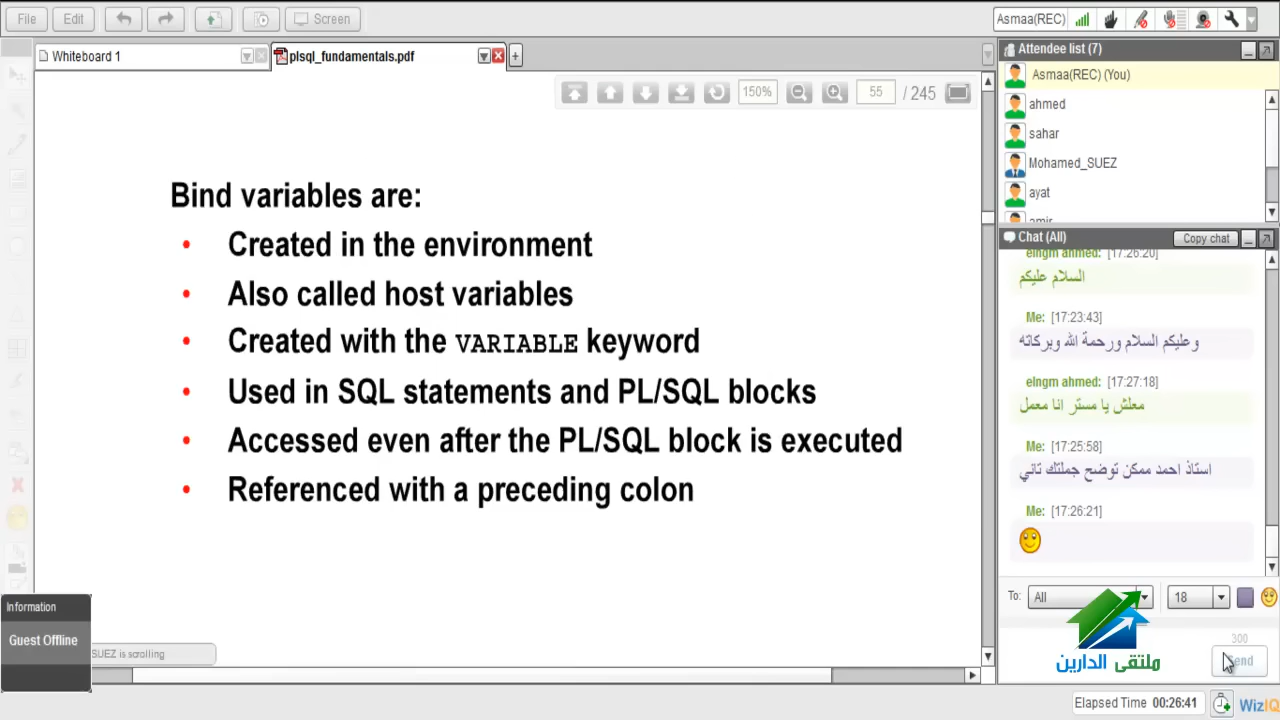 File
Edit
Screen
Asmaa(REC)
Whiteboard 1
plsql_fundamentals.pdf
+
150%
55
/ 245
Bind variables are:
• Created in the environment
• Also called host variables
• Created with the VARIABLE keyword
• Used in SQL statements and PL/SQL blocks
• Accessed even after the PL/SQL block is executed
• Referenced with a preceding colon
Information
Guest Offline
SUEZ is scrolling
Attendee list (7)
Asmaa(REC) (You)
ahmed
sahar
Mohamed_SUEZ
ayat
amir
Chat (All)
Copy chat
elngm ahmed: [17:26:20]
السلام عليكم
Me: [17:23:43]
وعليكم السلام ورحمة الله وبركاته
elngm ahmed: [17:27:18]
معلش يا مستر انا معمل
Me: [17:25:58]
استاذ احمد ممكن توضح جملتك تاني
Me: [17:26:21]
To:
All
18
300
Send
ملتقى الدارين
Elapsed Time 00:26:41
WizIQ